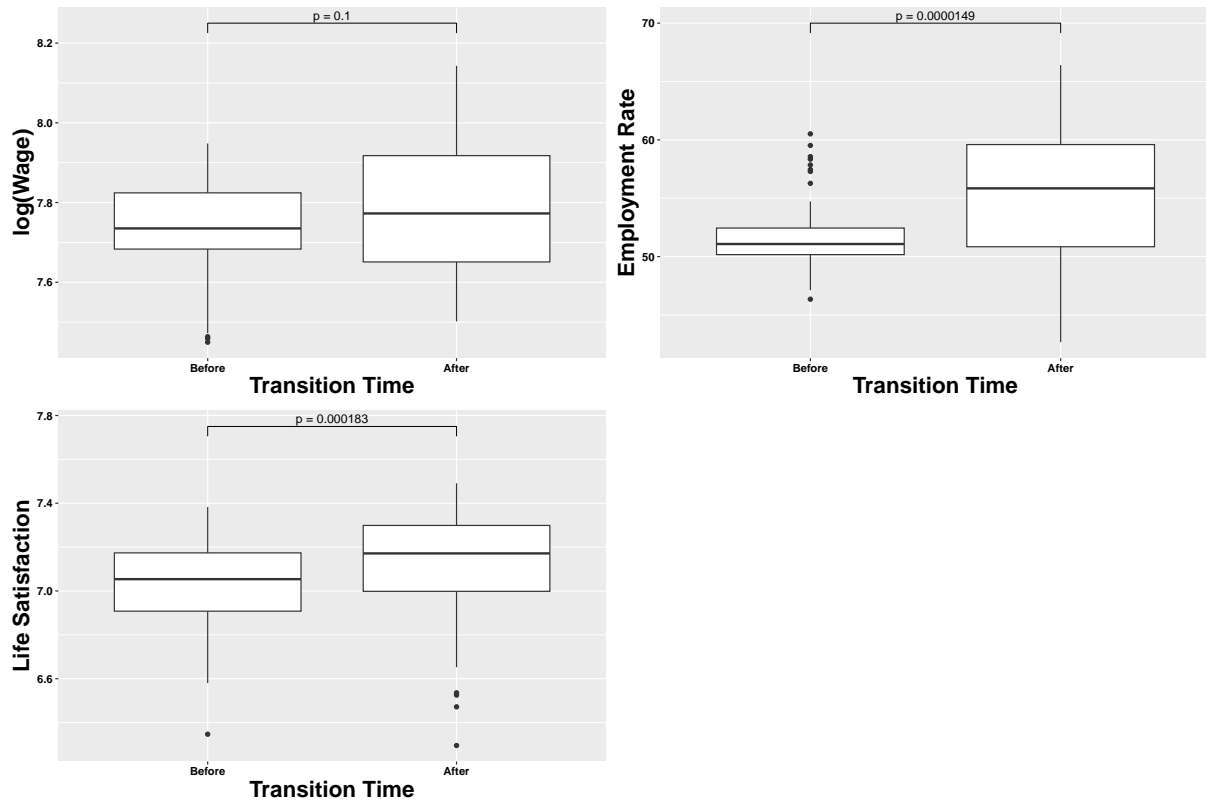 p = 0.1
8.2
8.0
7.8
7.6
log(Wage)
Before
After
Transition Time
p = 0.0000149
70
60
50
Employment Rate
Before
After
Transition Time
p = 0.000183
7.8
7.4
7.0
6.6
Life Satisfaction
Before
After
Transition Time